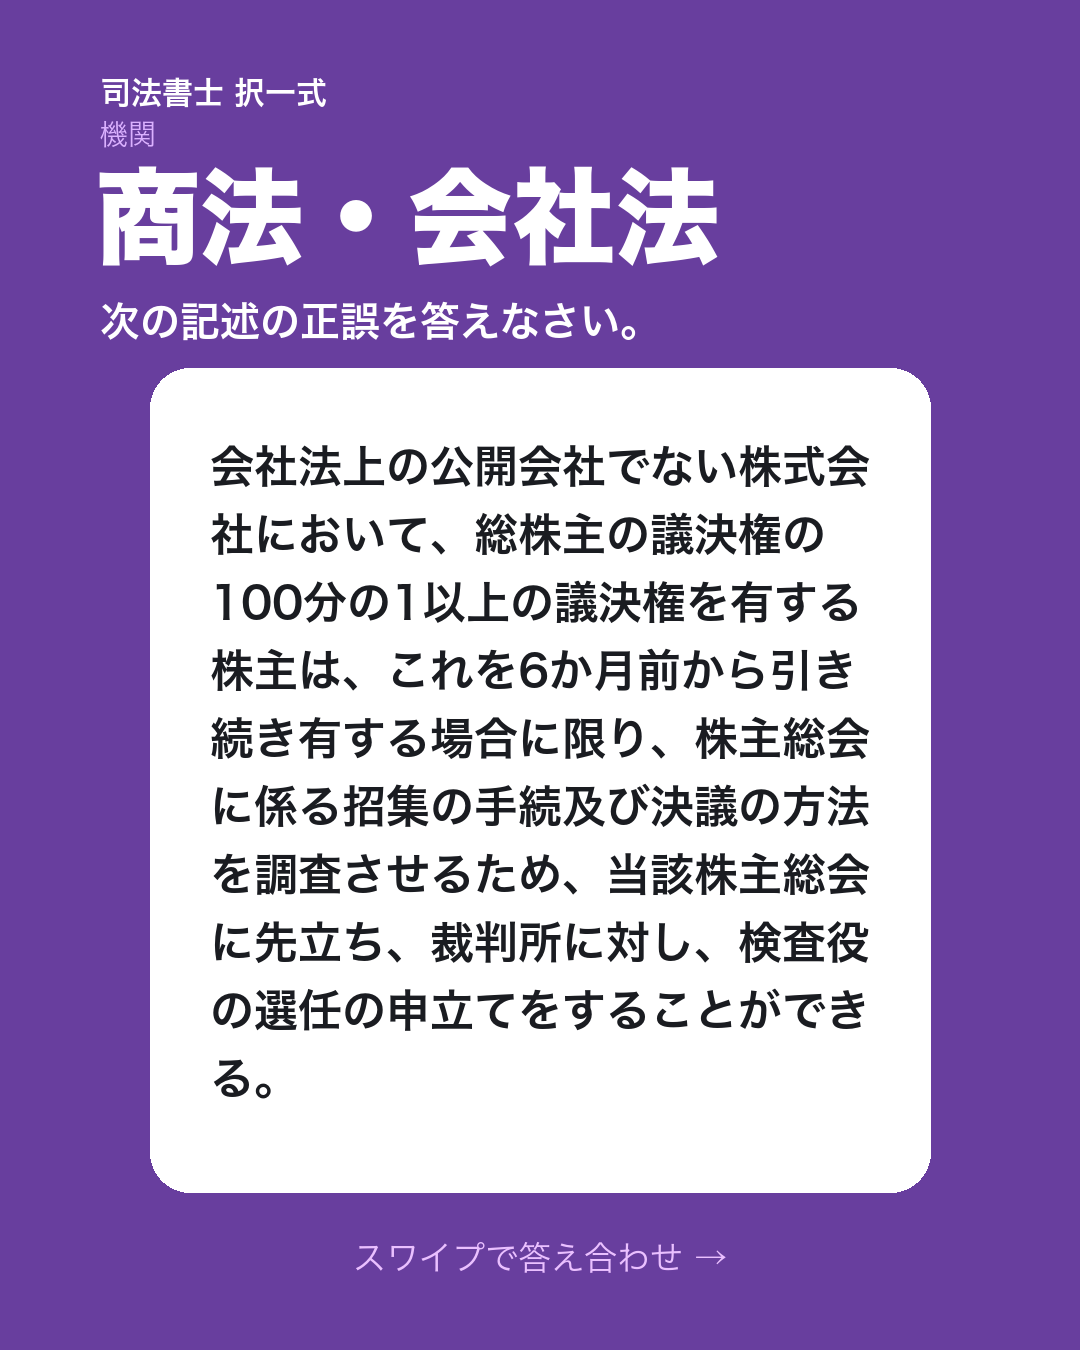 司法書士 択一式
機関
商法・会社法
次の記述の正誤を答えなさい。
会社法上の公開会社でない株式会
社において、総株主の議決権の
100分の1以上の議決権を有する
株主は、これを6か月前から引き
続き有する場合に限り、株主総会
に係る招集の手続及び決議の方法
を調査させるため、当該株主総会
に先立ち、裁判所に対し、検査役
の選任の申立てをすることができ
る。
スワイプで答え合わせ →